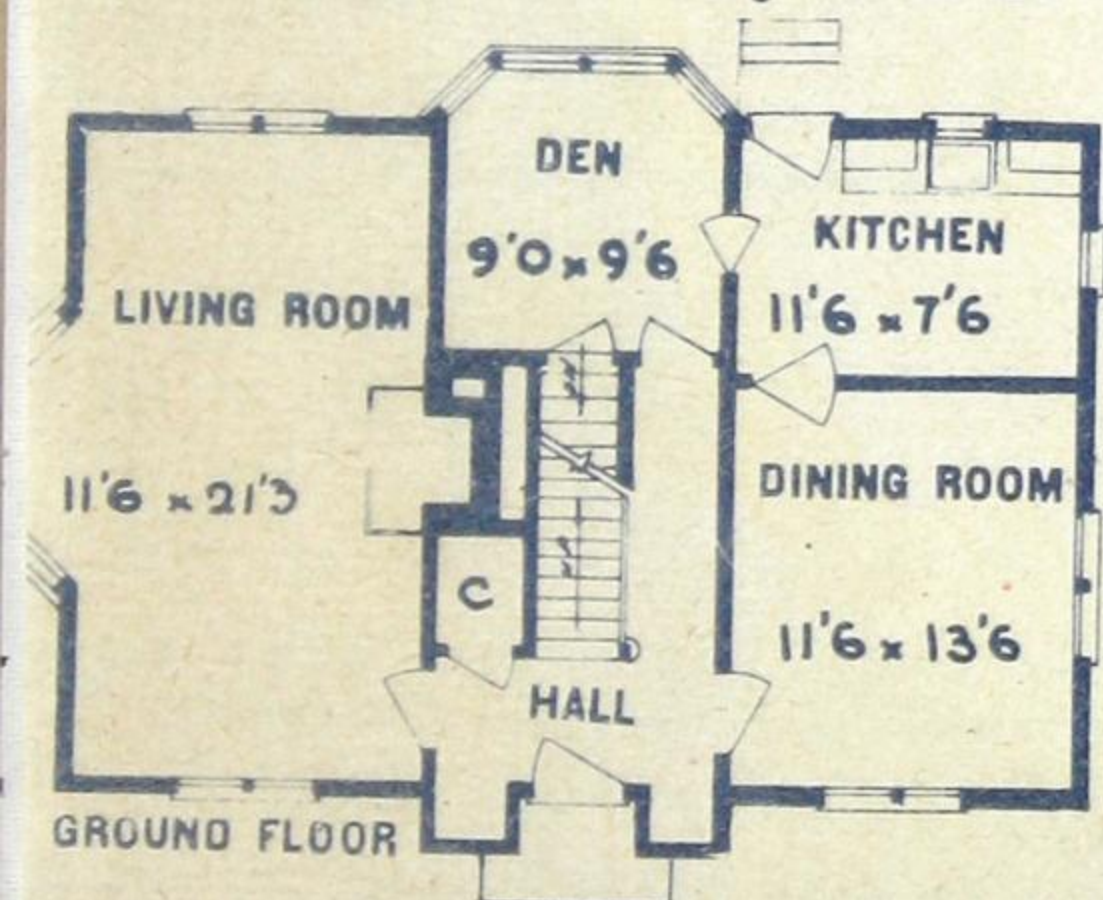 DEN
9'0 x 9'6
KITCHEN
11'6 x 7'6
LIVING ROOM
11'6 x 21'3
DINING ROOM
11'6 x 13'6
C
HALL
GROUND FLOOR